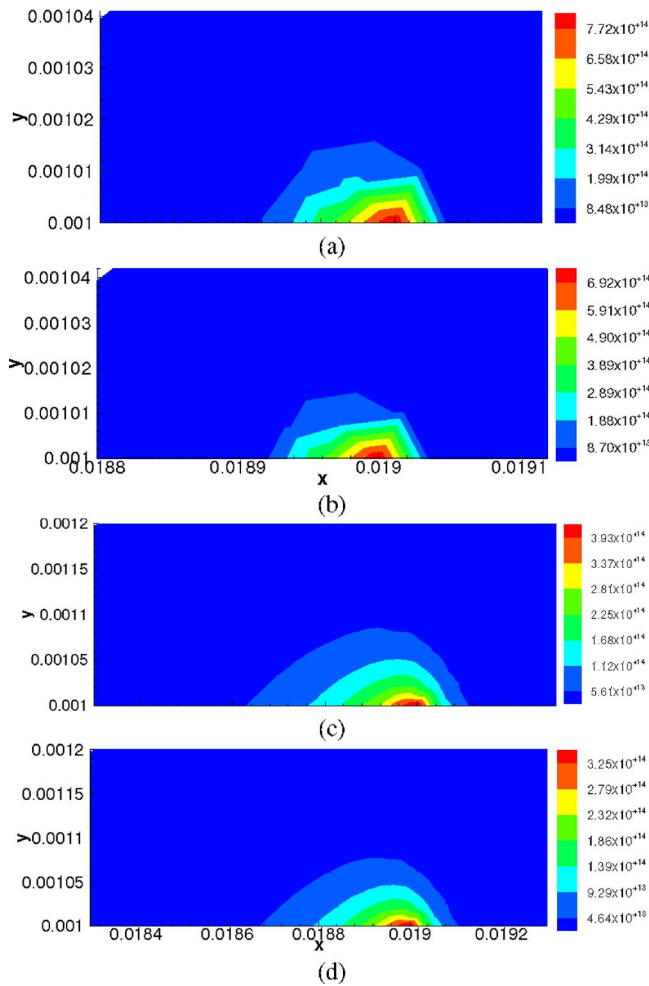 0.00104
0.00103
0.00102
0.00101
0.001
y
7.72x10+14
6.58x10+14
5.43x10+14
4.29x10+14
3.14x10+14
1.99x10+14
8.48x10+13
(a)
0.00104
0.00103
0.00102
0.00101
0.001
y
0.0188
0.0189
0.019
0.0191
x
6.92x10+14
5.91x10+14
4.90x10+14
3.89x10+14
2.89x10+14
1.88x10+14
8.70x10+13
(b)
0.0012
0.00115
0.0011
0.00105
0.001
y
3.93x10+14
3.37x10+14
2.81x10+14
2.25x10+14
1.68x10+14
1.12x10+14
5.61x10+13
(c)
0.0012
0.00115
0.0011
0.00105
0.001
y
0.0184
0.0186
0.0188
0.019
0.0192
x
3.25x10+14
2.79x10+14
2.32x10+14
1.86x10+14
1.39x10+14
9.29x10+13
4.64x10+13
(d)